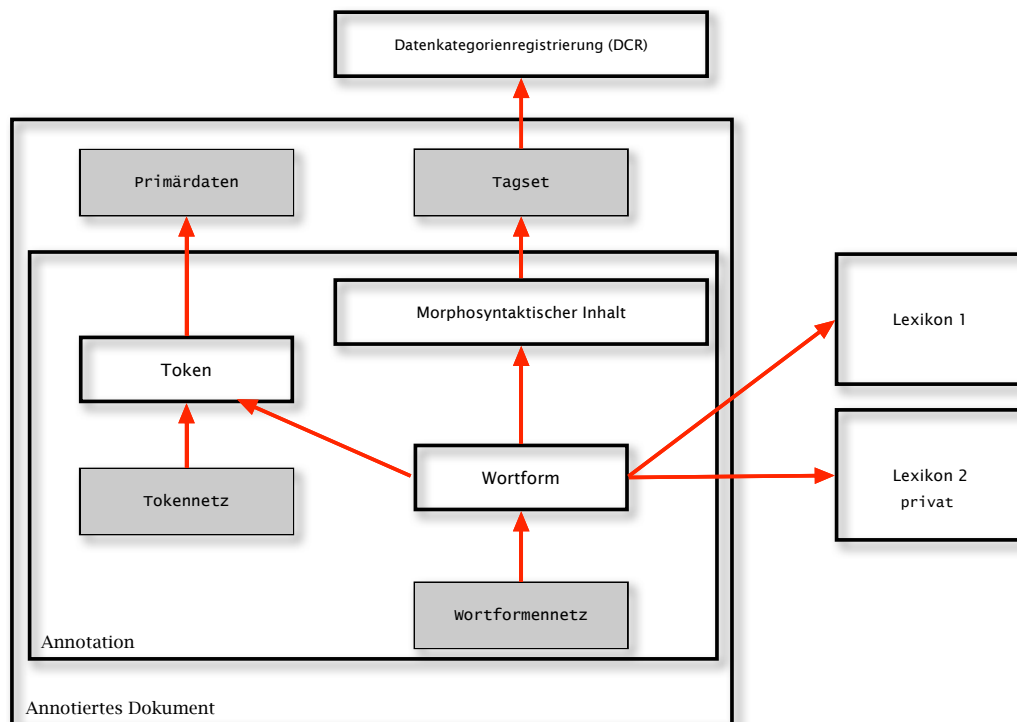 Datenkategorienregistrierung (DCR)
Primärdaten
Tagset
Morphosyntaktischer Inhalt
Lexikon 1
Token
Wortform
Lexikon 2
privat
Tokennetz
Wortformennetz
Annotation
Annotiertes Dokument